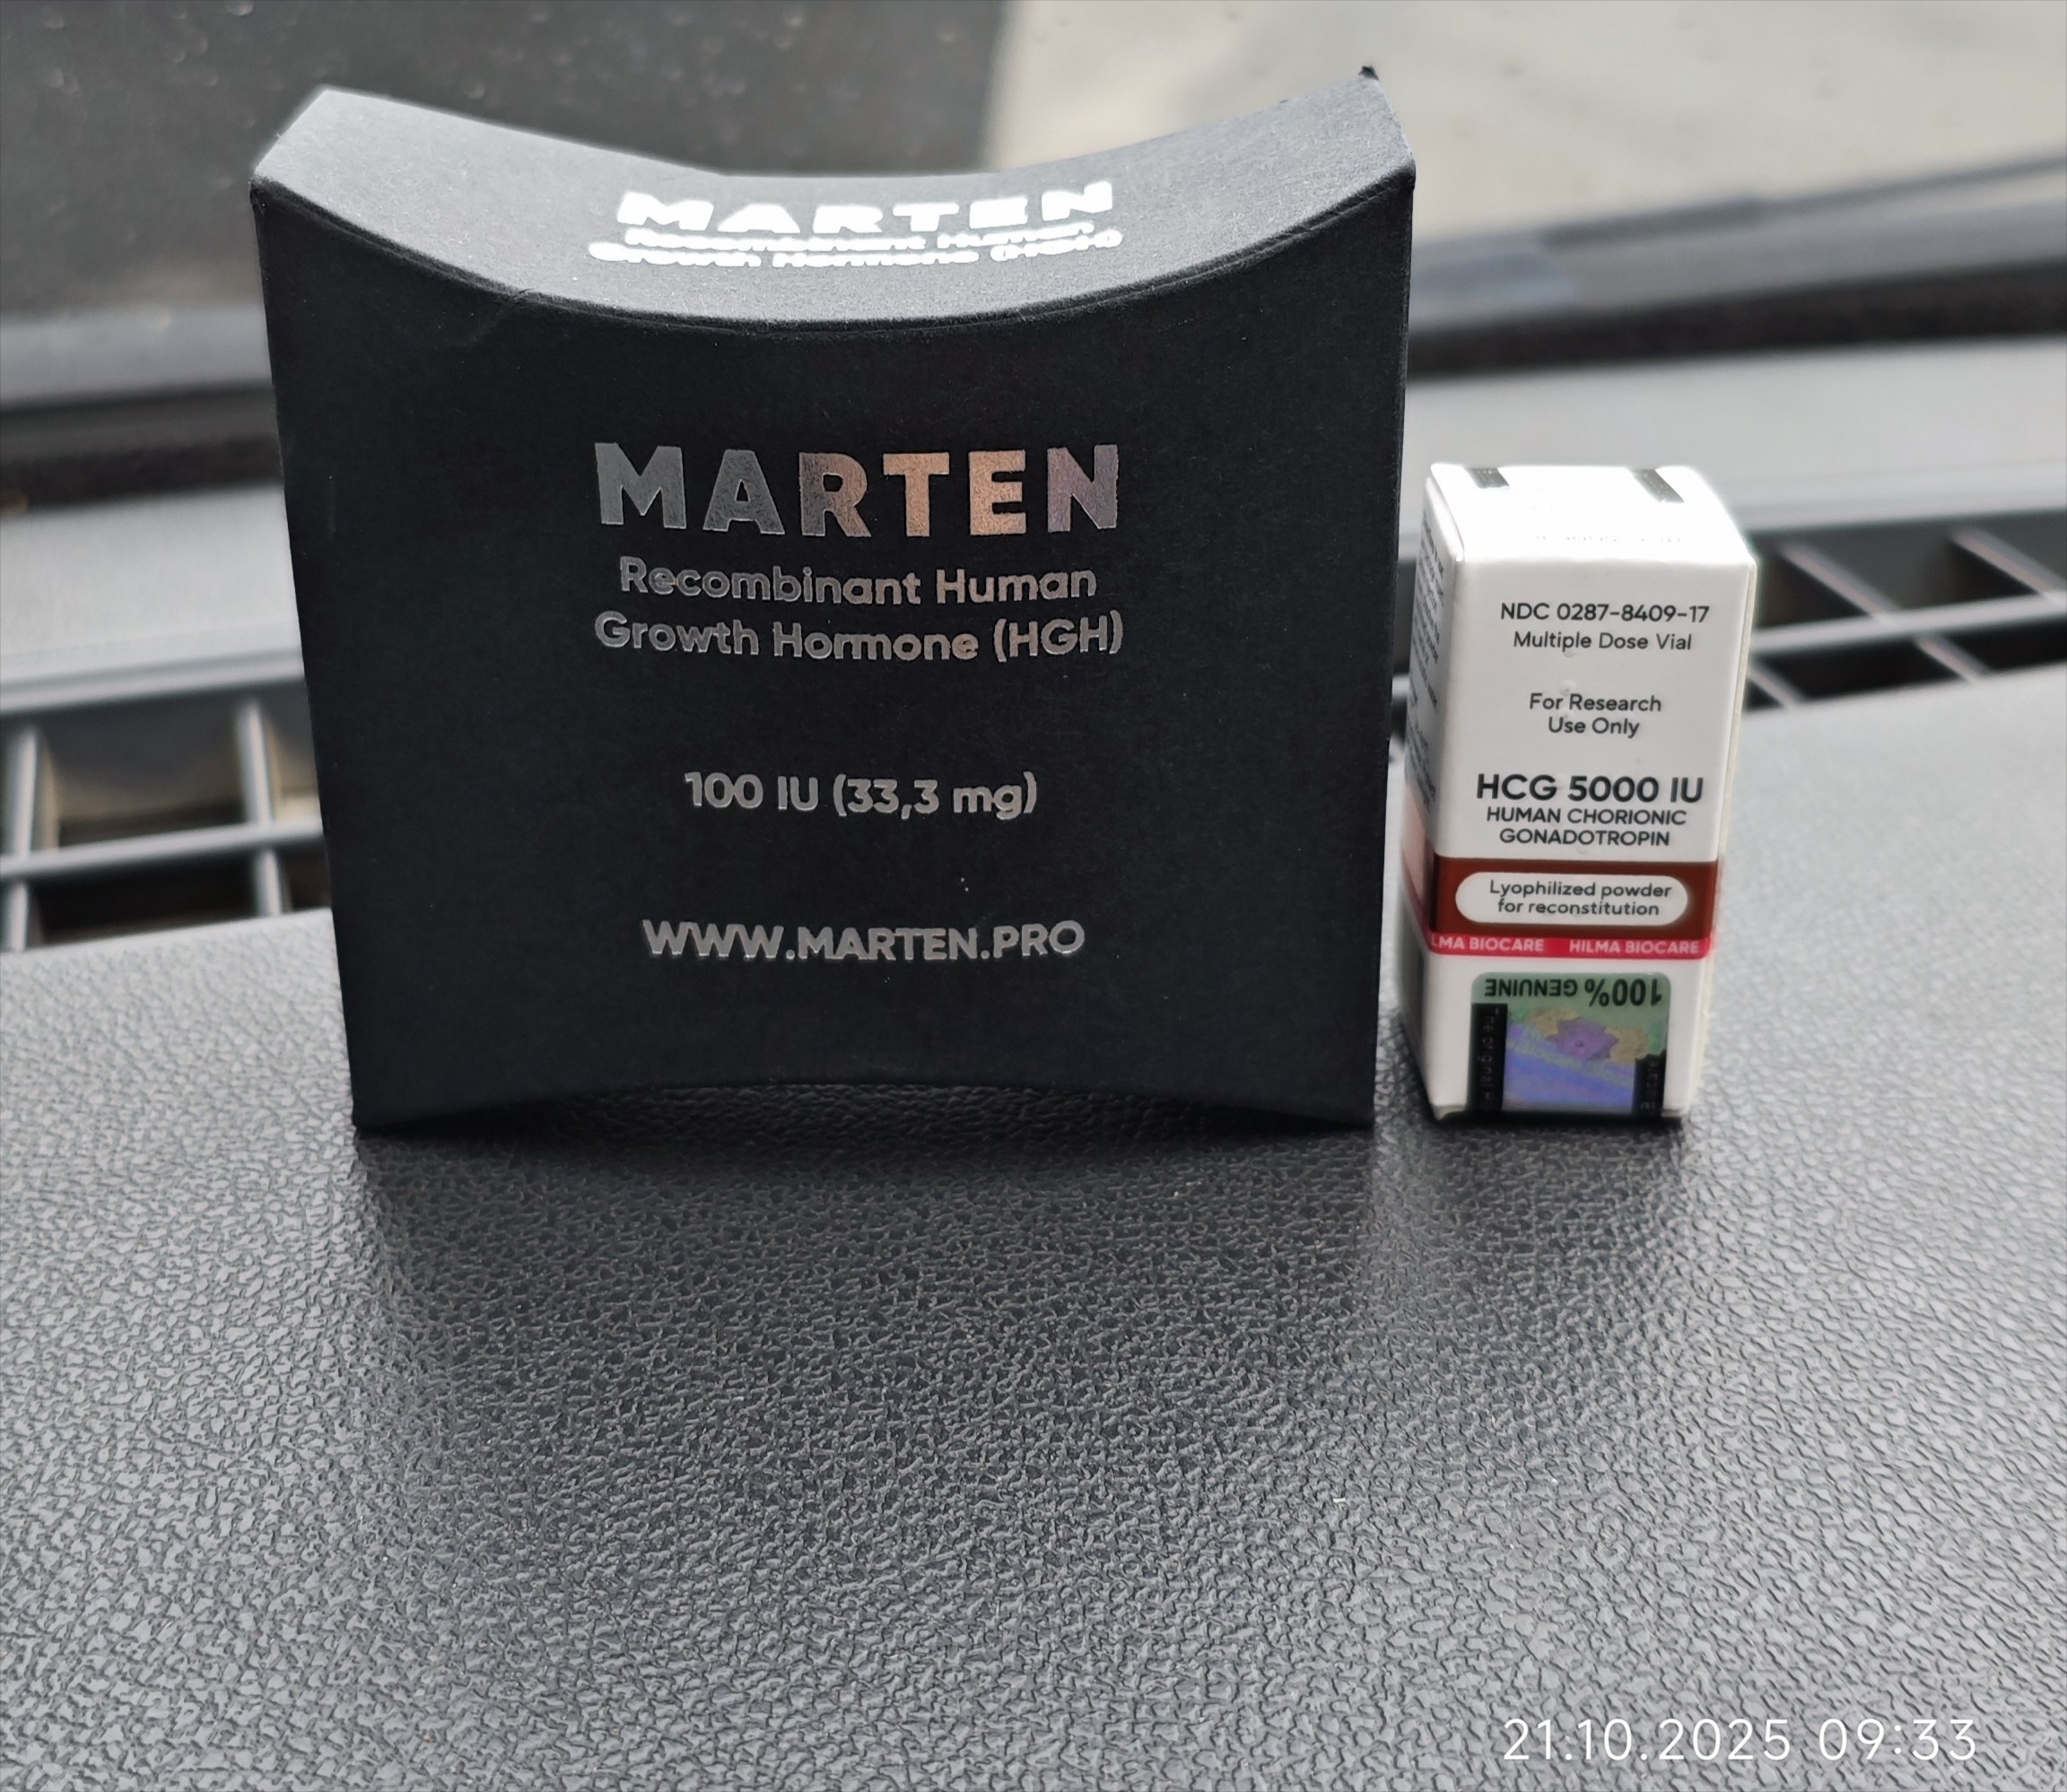 MARTEN
Recombinant Human
Growth Hormone (HGH)
MARTEN
Recombinant Human
Growth Hormone (HGH)
100 IU (33,3 mg)
WWW.MARTEN.PRO
NDC 0287-8409-17
Multiple Dose Vial
For Research
Use Only
HCG 5000 IU
HUMAN CHORIONIC
GONADOTROPIN
Lyophilized powder
for reconstitution
LMA BIOCARE HILMA BIOCARE
100% GENUINE
21.10.2025 09:33